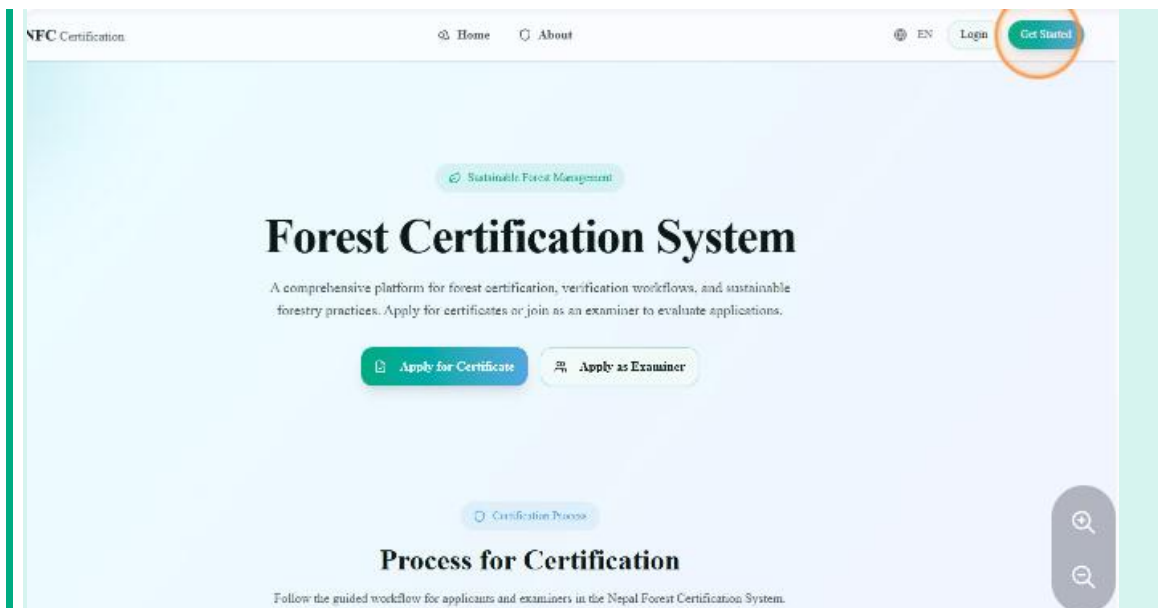 NFC Certification
Home
About
EN
Login
Get Started
Sustainable Forest Management
Forest Certification System
A comprehensive platform for forest certification, verification workflows, and sustainable
forestry practices. Apply for certificates or join as an examiner to evaluate applications.
Apply for Certificate
Apply as Examiner
Certification Process
Process for Certification
Follow the guided workflow for applicants and examiners in the Nepal Forest Certification System.